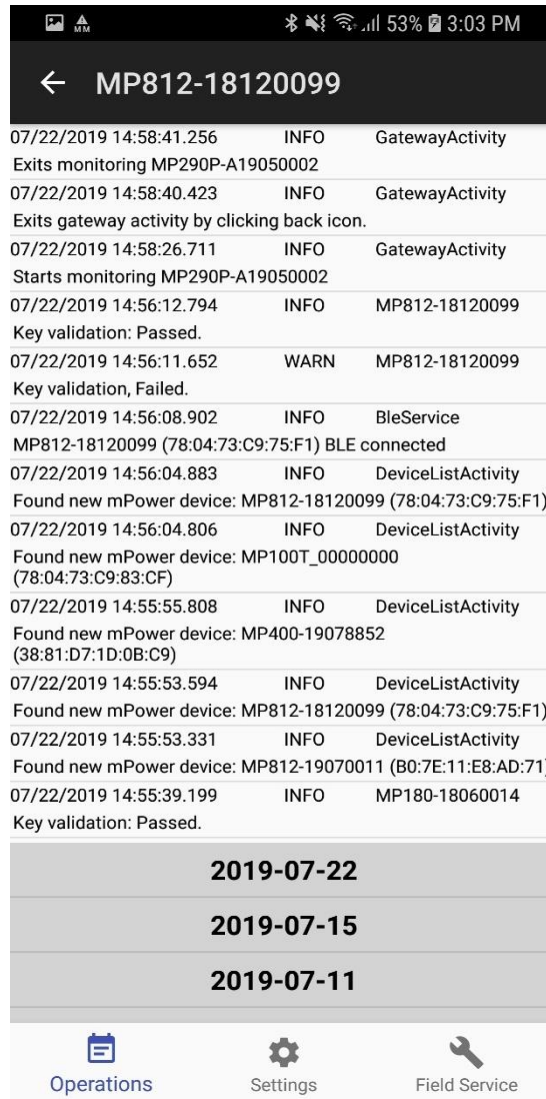 MM 53% 3:03 PM
MP812-18120099
07/22/2019 14:58:41.256 INFO GatewayActivity
Exits monitoring MP290P-A19050002
07/22/2019 14:58:40.423 INFO GatewayActivity
Exits gateway activity by clicking back icon.
07/22/2019 14:58:26.711 INFO GatewayActivity
Starts monitoring MP290P-A19050002
07/22/2019 14:56:12.794 INFO MP812-18120099
Key validation: Passed.
07/22/2019 14:56:11.652 WARN MP812-18120099
Key validation, Failed.
07/22/2019 14:56:08.902 INFO BleService
MP812-18120099 (78:04:73:C9:75:F1) BLE connected
07/22/2019 14:56:04.883 INFO DeviceListActivity
Found new mPower device: MP812-18120099 (78:04:73:C9:75:F1)
07/22/2019 14:56:04.806 INFO DeviceListActivity
Found new mPower device: MP100T_00000000
(78:04:73:C9:83:CF)
07/22/2019 14:55:55.808 INFO DeviceListActivity
Found new mPower device: MP400-19078852
(38:81:D7:1D:0B:C9)
07/22/2019 14:55:53.594 INFO DeviceListActivity
Found new mPower device: MP812-18120099 (78:04:73:C9:75:F1)
07/22/2019 14:55:53.331 INFO DeviceListActivity
Found new mPower device: MP812-19070011 (B0:7E:11:E8:AD:71)
07/22/2019 14:55:39.199 INFO MP180-18060014
Key validation: Passed.
2019-07-22
2019-07-15
2019-07-11
Operations Settings Field Service